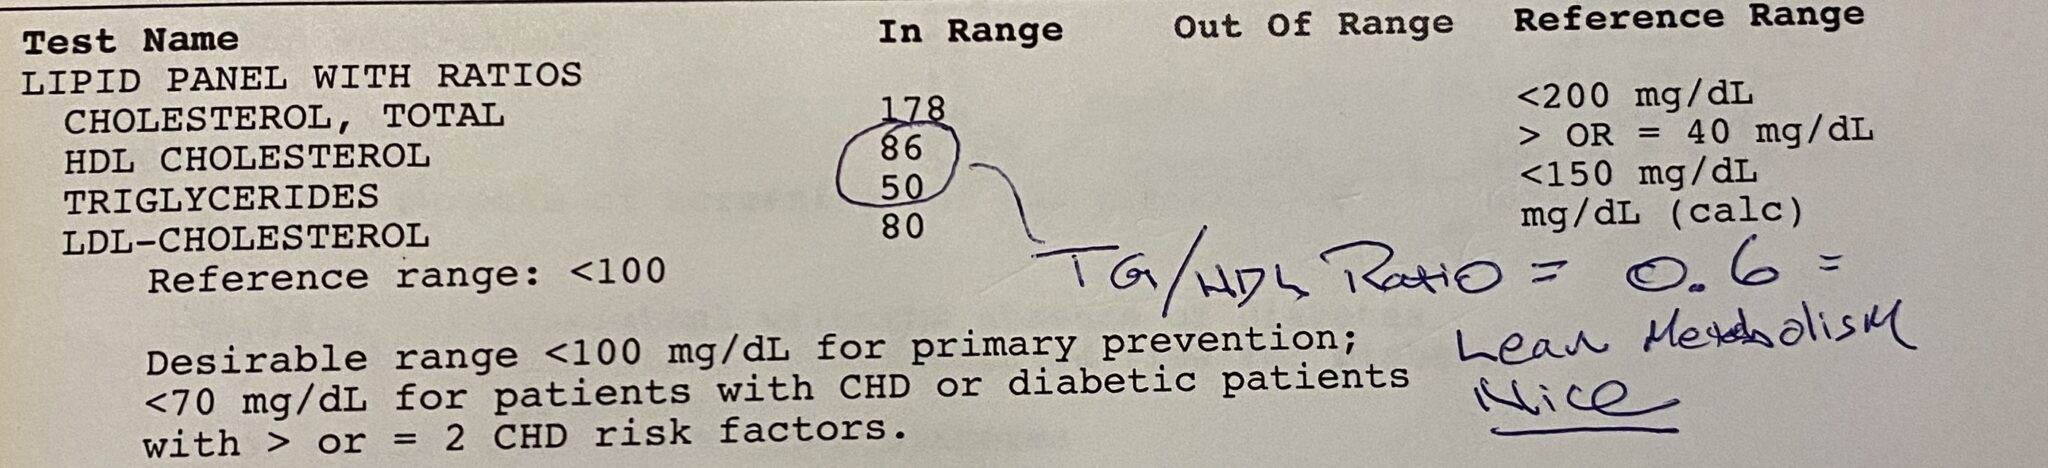 Test Name In Range Out Of Range Reference Range
LIPID PANEL WITH RATIOS
CHOLESTEROL, TOTAL 178 <200 mg/dL
HDL CHOLESTEROL 86 > OR = 40 mg/dL
TRIGLYCERIDES 50 <150 mg/dL
LDL-CHOLESTEROL 80 mg/dL (calc)
Reference range: <100
TG/HDL Ratio = 0.6 =
Lean Metabolism
Nice
Desirable range <100 mg/dL for primary prevention;
<70 mg/dL for patients with CHD or diabetic patients
with > or = 2 CHD risk factors.